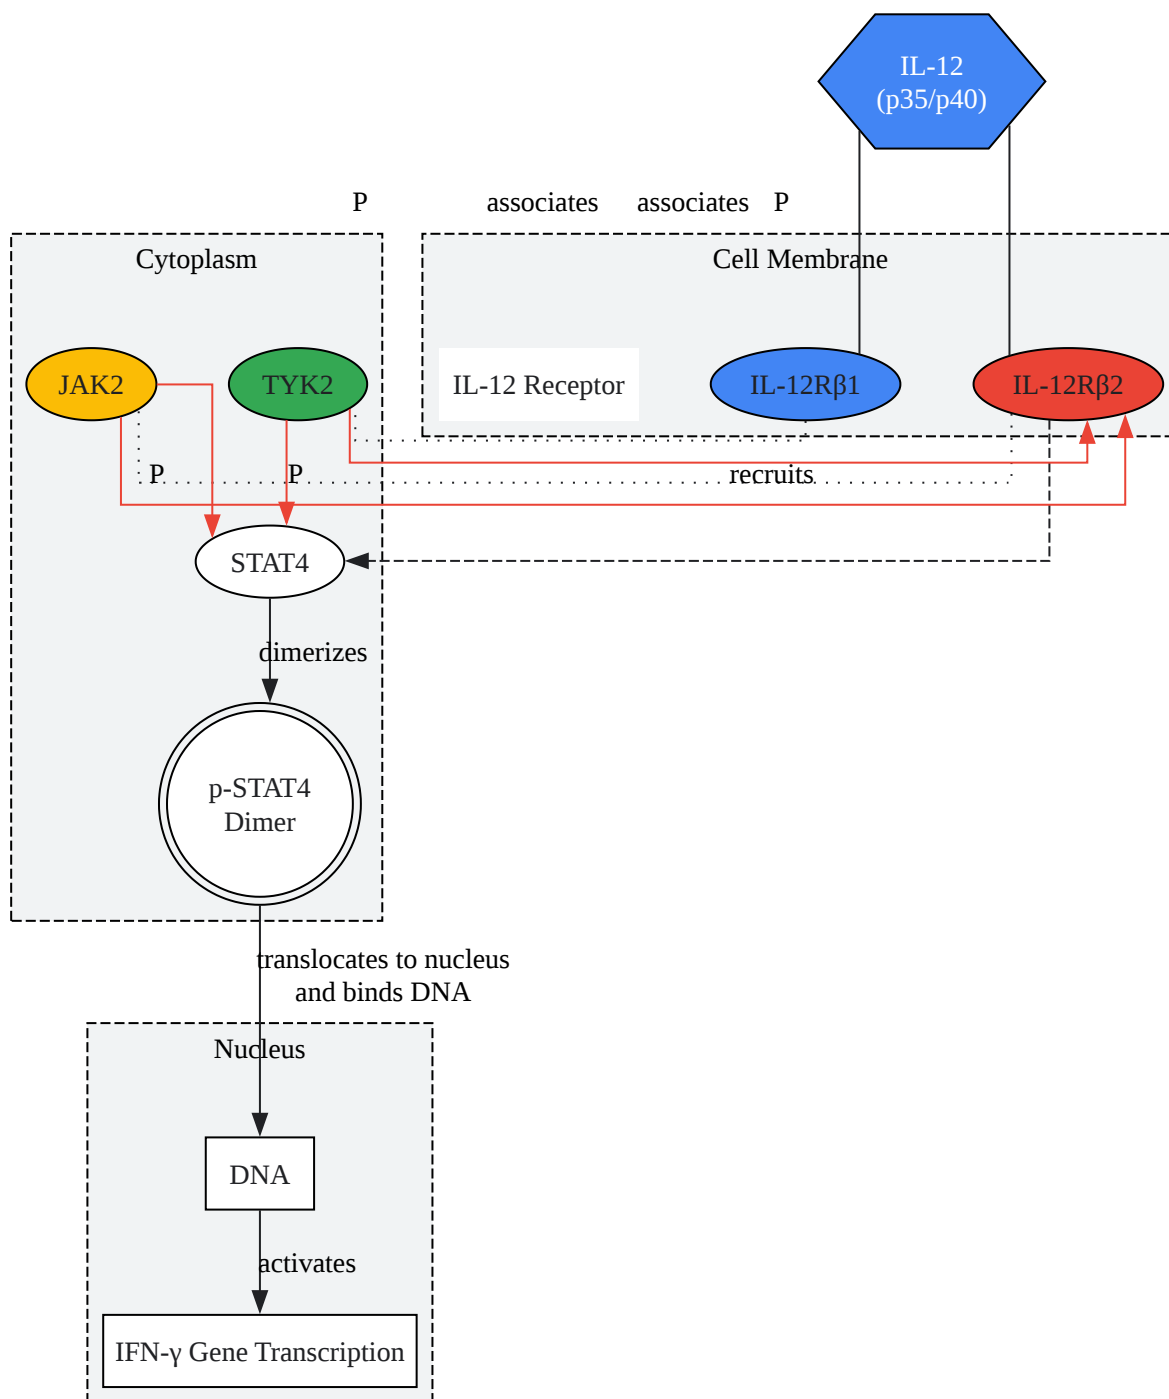 IL-12
(p35/p40)
P
associates
associates
P
Cytoplasm
Cell Membrane
JAK2
TYK2
IL-12 Receptor
IL-12Rβ1
IL-12Rβ2
P
P
recruits
STAT4
dimerizes
p-STAT4
Dimer
translocates to nucleus
and binds DNA
Nucleus
DNA
activates
IFN-γ Gene Transcription